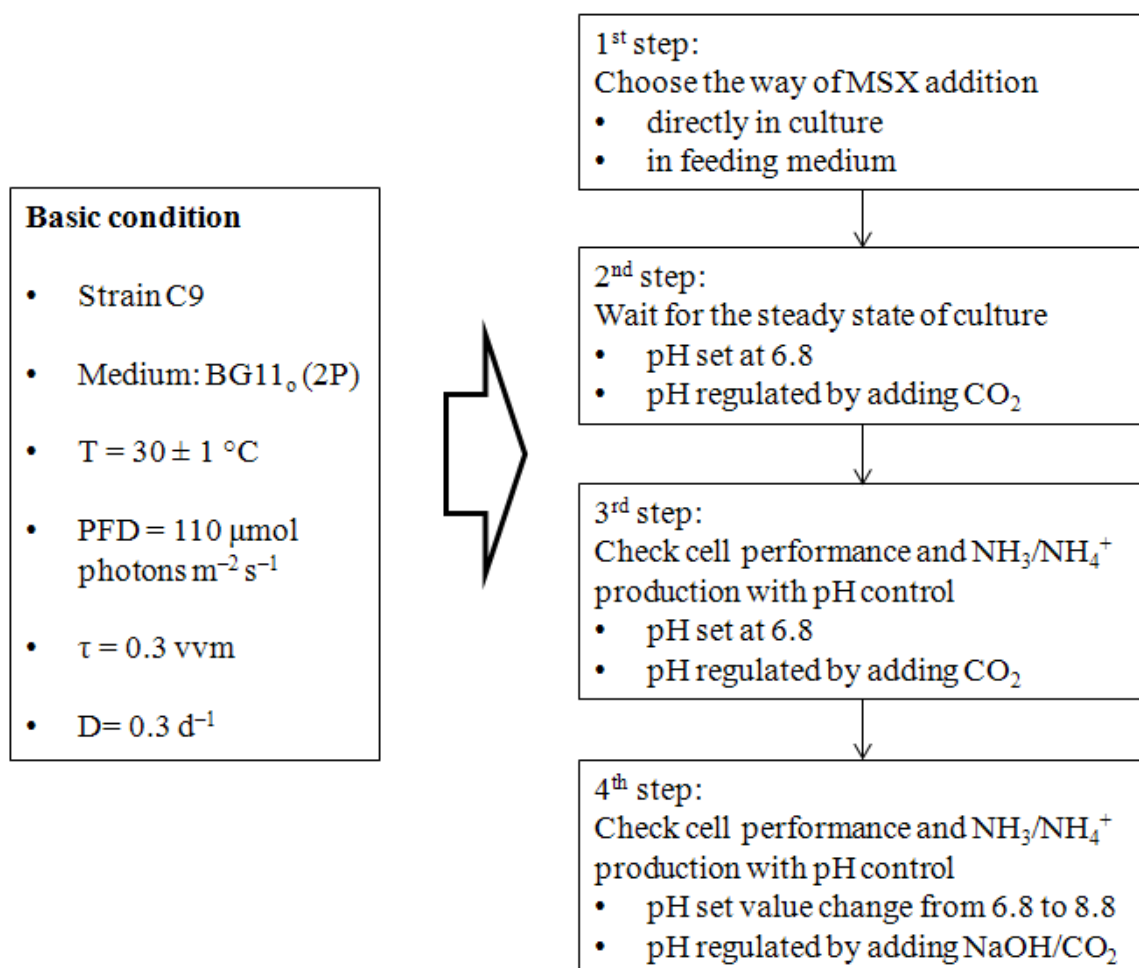 Basic condition
• Strain C9
• Medium: BG11₀ (2P)
• T = 30 ± 1 °C
• PFD = 110 μmol
photons m⁻² s⁻¹
• τ = 0.3 vvm
• D= 0.3 d⁻¹
1ˢᵗ step:
Choose the way of MSX addition
• directly in culture
• in feeding medium
2ⁿᵈ step:
Wait for the steady state of culture
• pH set at 6.8
• pH regulated by adding CO₂
3ʳᵈ step:
Check cell performance and NH₃/NH₄⁺
production with pH control
• pH set at 6.8
• pH regulated by adding CO₂
4ᵗʰ step:
Check cell performance and NH₃/NH₄⁺
production with pH control
• pH set value change from 6.8 to 8.8
• pH regulated by adding NaOH/CO₂